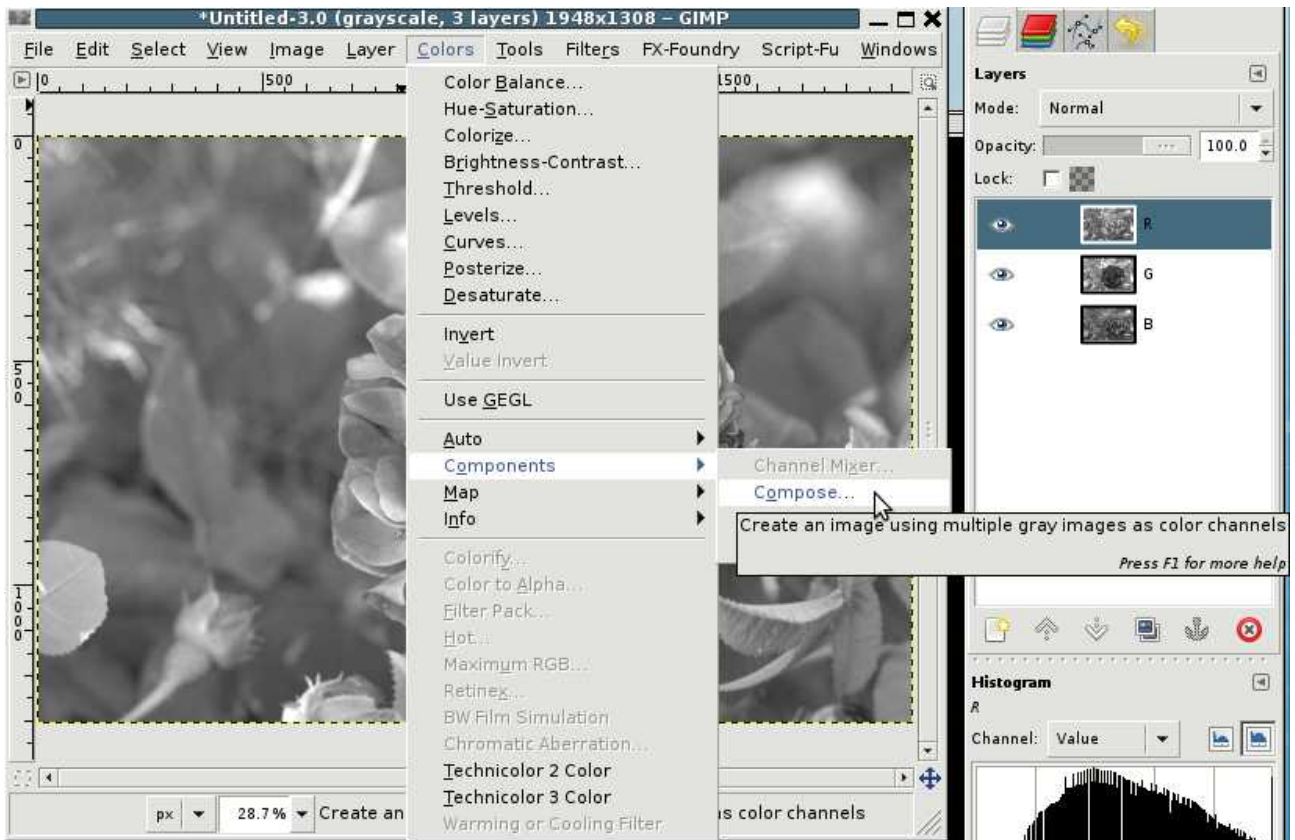 *Untitled-3.0 (grayscale, 3 layers) 1948x1308 – GIMP
File Edit Select View Image Layer Colors Tools Filters FX-Foundry Script-Fu Windows
0 500 1500
0
500
1000
Color Balance...
Hue-Saturation...
Colorize...
Brightness-Contrast...
Threshold...
Levels...
Curves...
Posterize...
Desaturate...
Invert
Value Invert
Use GEGL
Auto
Components
Map
Info
Colorify...
Color to Alpha...
Filter Pack...
Hot...
Maximum RGB...
Retinex...
BW Film Simulation
Chromatic Aberration...
Technicolor 2 Color
Technicolor 3 Color
Warming or Cooling Filter
Channel Mixer...
Compose...
Create an image using multiple gray images as color channels
Press F1 for more help
px 28.7% Create an as color channels
Layers
Mode: Normal
Opacity: 100.0
Lock:
R
G
B
Histogram
R
Channel: Value